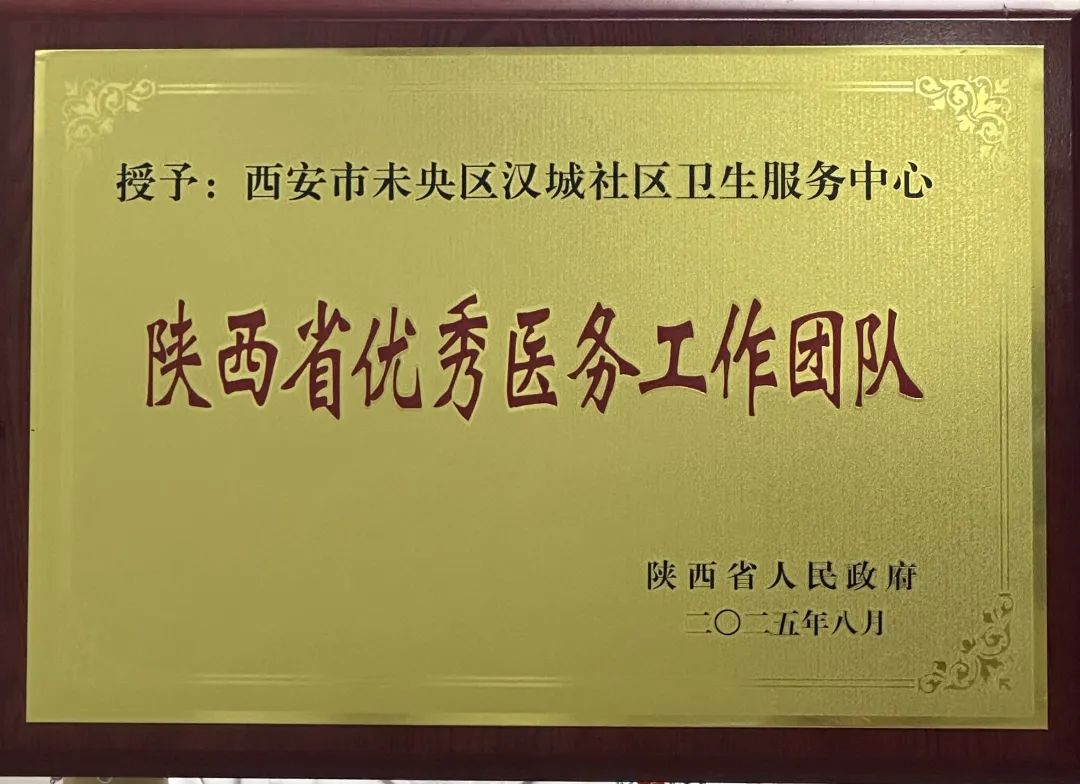 授予：西安市未央区汉城社区卫生服务中心
陕西省优秀医务工作团队
陕西省人民政府
二〇二五年八月